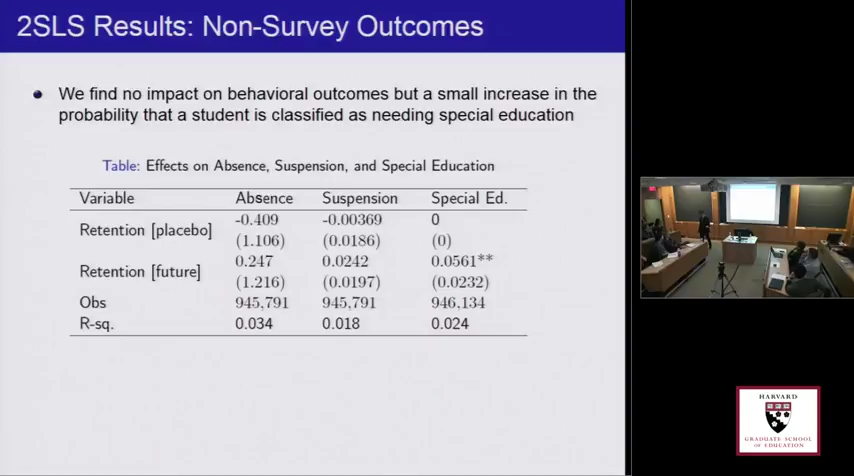 2SLS Results: Non-Survey Outcomes
We find no impact on behavioral outcomes but a small increase in the
probability that a student is classified as needing special education
Table: Effects on Absence, Suspension, and Special Education
Variable Absence Suspension Special Ed.
Retention [placebo] -0.409 -0.00369 0
(1.106) (0.0186) (0)
Retention [future] 0.247 0.0242 0.0561**
(1.216) (0.0197) (0.0232)
Obs 945,791 945,791 946,134
R-sq. 0.034 0.018 0.024
HARVARD
GRADUATE SCHOOL
OF EDUCATION